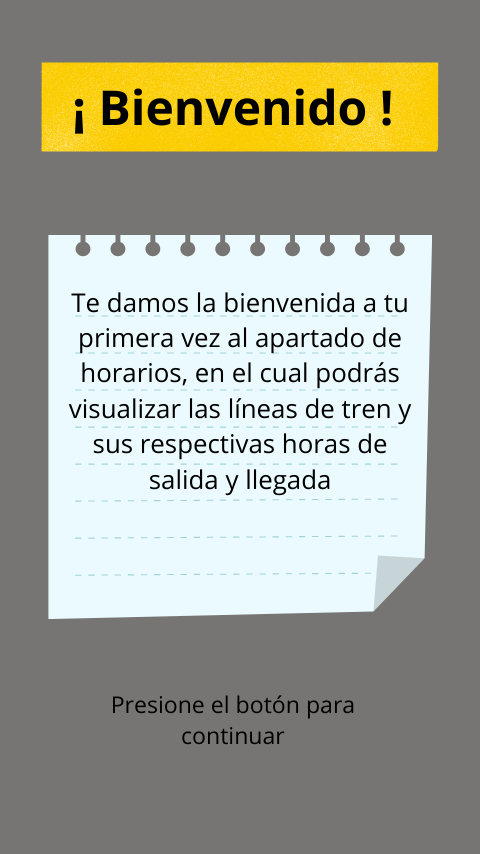 ¡ Bienvenido !
Te damos la bienvenida a tu
primera vez al apartado de
horarios, en el cual podrás
visualizar las líneas de tren y
sus respectivas horas de
salida y llegada
Presione el botón para
continuar